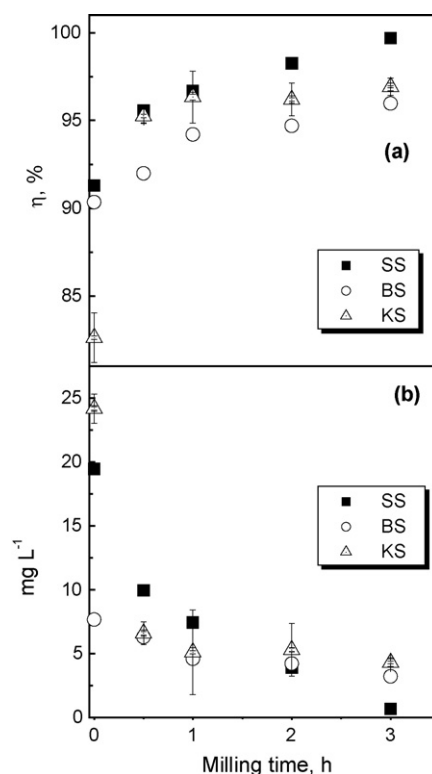 100
95
90
85
η, %
(a)
SS
BS
KS
25
20
15
10
5
0
mg L⁻¹
(b)
SS
BS
KS
0 1 2 3
Milling time, h